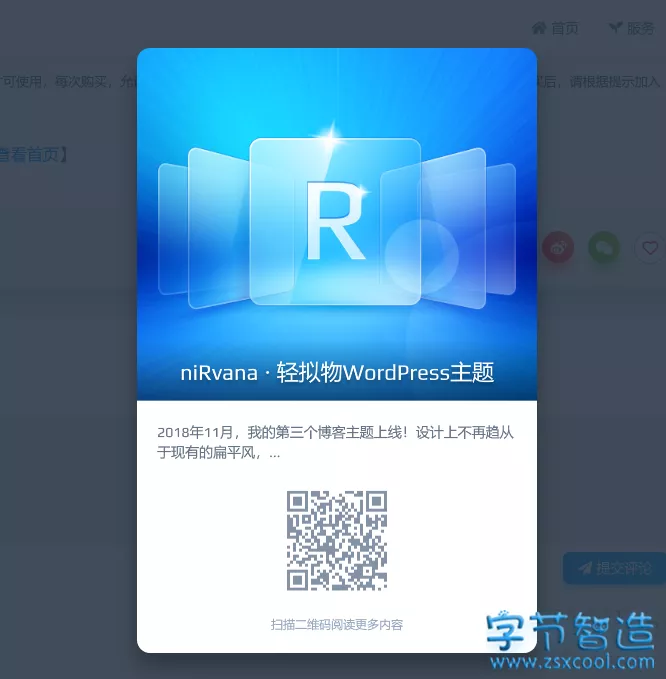 首页
服务
可使用，每次购买，允
买后，请根据提示加入
查看首页】
R
niRvana · 轻拟物WordPress主题
2018年11月，我的第三个博客主题上线！设计上不再趋从
于现有的扁平风，...
扫描二维码阅读更多内容
提交评论
字节智造
www.zsxcool.com